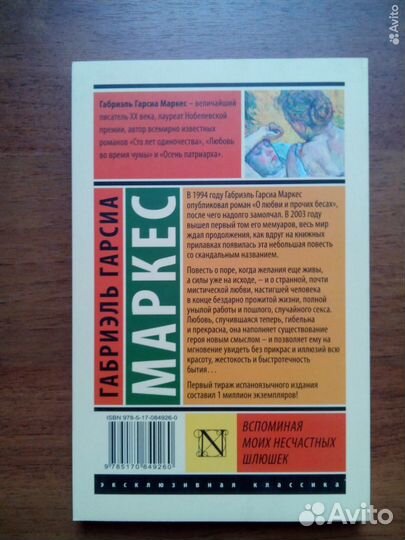 Avito
Габриэль Гарсиа Маркес – величайший
писатель XX века, лауреат Нобелевской
премии, автор всемирно известных
романов «Сто лет одиночества», «Любовь
во время чумы» и «Осень патриарха».
ГАБРИЭЛЬ ГАРСИА
МАРКЕС
В 1994 году Габриэль Гарсиа Маркес
опубликовал роман «О любви и прочих бесах»,
после чего надолго замолчал. В 2003 году
вышел первый том его мемуаров, весь мир
ждал продолжения, как вдруг на книжных
прилавках появилась эта небольшая повесть
со скандальным названием.
Повесть о поре, когда желания еще живы,
а силы уже на исходе, – и о странной, почти
мистической любви, настигшей человека
в конце бездарно прожитой жизни, полной
унылой работы и пошлого, случайного секса.
Любовь, случившаяся теперь, гибельна
и прекрасна, она наполняет существование
героя новым смыслом – и позволяет ему на
мгновение увидеть без прикрас и иллюзий всю
красоту, жестокость и быстротечность
бытия…
Первый тираж испаноязычного издания
составил 1 миллион экземпляров!
ISBN 978-5-17-084926-0
9 785170 849260
N
ВСПОМИНАЯ
МОИХ НЕСЧАСТНЫХ
ШЛЮШЕК
эксклюзивная классика
Avito